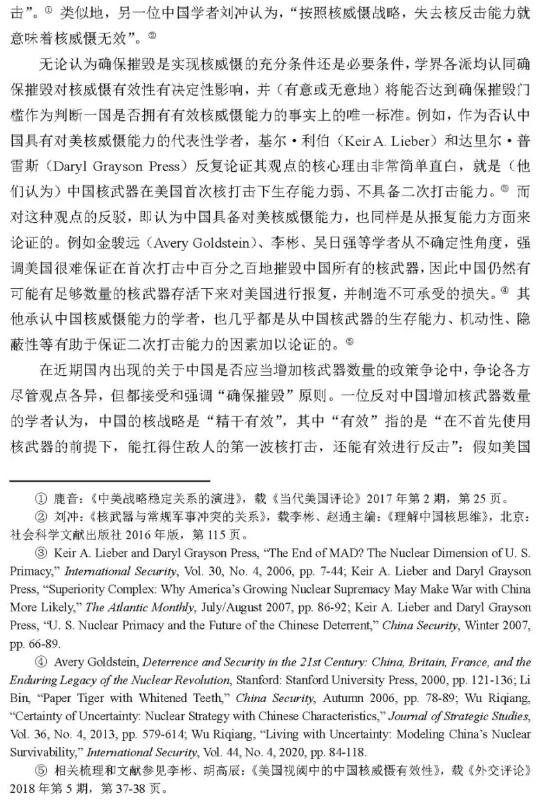 击”。① 类似地，另一位中国学者刘冲认为，“按照核威慑战略，失去核反击能力就
意味着核威慑无效”。②
无论认为确保摧毁是实现核威慑的充分条件还是必要条件，学界各派均认同确
保摧毁对核威慑有效性有决定性影响，并（有意或无意地）将能否达到确保摧毁门
槛作为判断一国是否拥有有效核威慑能力的事实上的唯一标准。例如，作为否认中
国具有对美核威慑能力的代表性学者，基尔·利伯（Keir A. Lieber）和达里尔·普
雷斯（Daryl Grayson Press）反复论证其观点的核心理由非常简单直白，就是（他
们认为）中国核武器在美国首次核打击下生存能力弱、不具备二次打击能力。③ 而
对这种观点的反驳，即认为中国具备对美核威慑能力，也同样是从报复能力方面来
论证的。例如金骏远（Avery Goldstein）、李彬、吴日强等学者从不确定性角度，强
调美国很难保证在首次打击中百分之百地摧毁中国所有的核武器，因此中国仍然有
可能有足够数量的核武器存活下来对美国进行报复，并制造不可承受的损失。④ 其
他承认中国核威慑能力的学者，也几乎都是从中国核武器的生存能力、机动性、隐
蔽性等有助于保证二次打击能力的因素加以论证的。⑤
在近期国内出现的关于中国是否应当增加核武器数量的政策争论中，争论各方
尽管观点各异，但都接受和强调“确保摧毁”原则。一位反对中国增加核武器数量
的学者认为，中国的核战略是“精干有效”，其中“有效”指的是“在不首先使用
核武器的前提下，能扛得住敌人的第一波核打击，还能有效进行反击”：假如美国
① 鹿音：《中美战略稳定关系的演进》，载《当代美国评论》2017 年第 2 期，第 25 页。
② 刘冲：《核武器与常规军事冲突的关系》，载李彬、赵通主编：《理解中国核思维》，北京：
社会科学文献出版社 2016 年版，第 115 页。
③ Keir A. Lieber and Daryl Grayson Press, “The End of MAD? The Nuclear Dimension of U. S.
Primacy,” International Security, Vol. 30, No. 4, 2006, pp. 7-44; Keir A. Lieber and Daryl Grayson
Press, “Superiority Complex: Why America’s Growing Nuclear Supremacy May Make War with China
More Likely,” The Atlantic Monthly, July/August 2007, pp. 86-92; Keir A. Lieber and Daryl Grayson
Press, “U. S. Nuclear Primacy and the Future of the Chinese Deterrent,” China Security, Winter 2007,
pp. 66-89.
④ Avery Goldstein, Deterrence and Security in the 21st Century: China, Britain, France, and the
Enduring Legacy of the Nuclear Revolution, Stanford: Stanford University Press, 2000, pp. 121-136; Li
Bin, “Paper Tiger with Whitened Teeth,” China Security, Autumn 2006, pp. 78-89; Wu Riqiang,
“Certainty of Uncertainty: Nuclear Strategy with Chinese Characteristics,” Journal of Strategic Studies,
Vol. 36, No. 4, 2013, pp. 579-614; Wu Riqiang, “Living with Uncertainty: Modeling China’s Nuclear
Survivability,” International Security, Vol. 44, No. 4, 2020, pp. 84-118.
⑤ 相关梳理和文献参见李彬、胡高辰：《美国视阈中的中国核威慑有效性》，载《外交评论》
2018 年第 5 期，第 37-38 页。